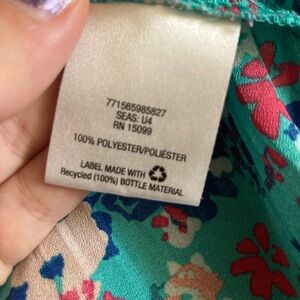 771565985827
SEAS: U4
RN 15099
100% POLYESTER/POLIÉSTER
LABEL MADE WITH ♻
Recycled (100%) BOTTLE MATERIAL